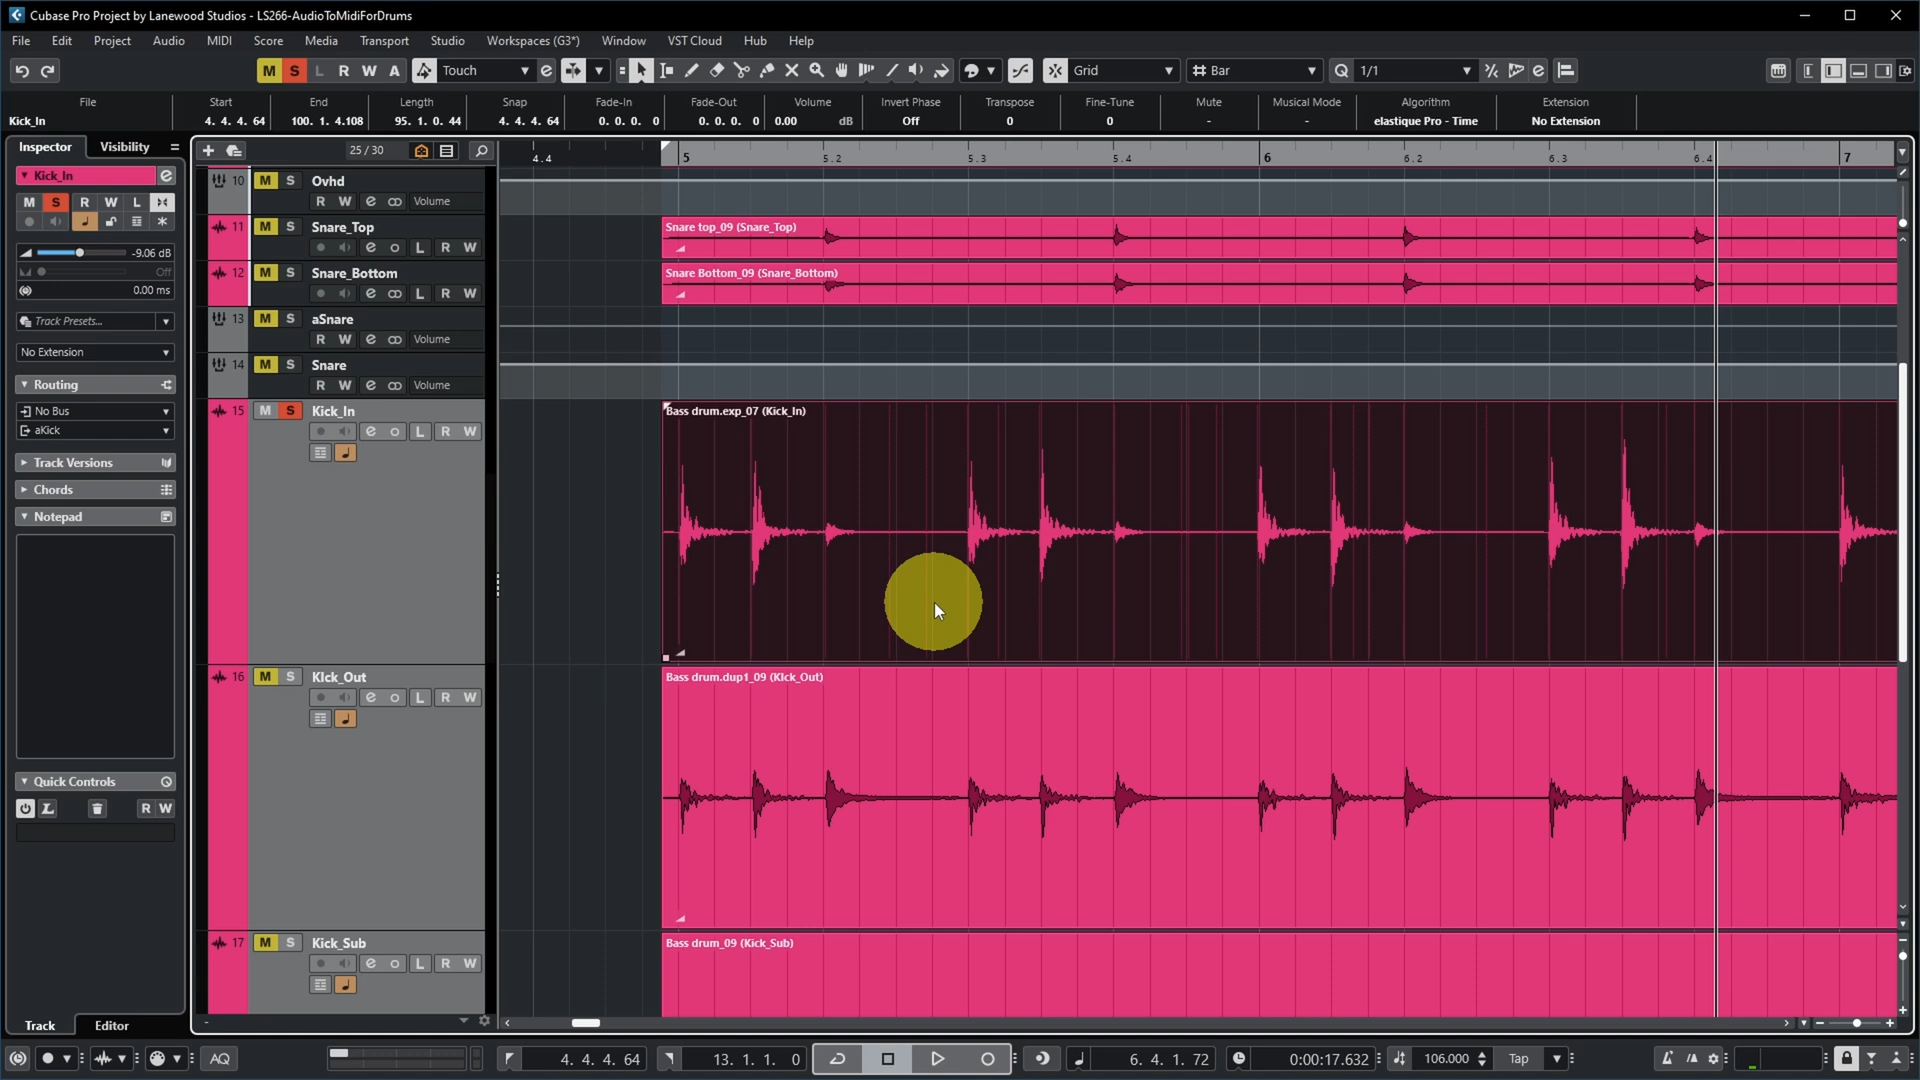 Cubase Pro Project by Lanewood Studios - LS266-AudioToMidiForDrums
File Edit Project Audio MIDI Score Media Transport Studio Workspaces (G3*) Window VST Cloud Hub Help
M S L R W A Touch Grid Bar Q 1/1
File Start End Length Snap Fade-In Fade-Out Volume Invert Phase Transpose Fine-Tune Mute Musical Mode Algorithm Extension
Kick_In 4. 4. 4. 64 100. 1. 4.108 95. 1. 0. 44 4. 4. 4. 64 0. 0. 0. 0 0. 0. 0. 0 0.00 dB Off 0 0 - - elastique Pro - Time No Extension
Inspector Visibility
Kick_In
M S R W L
-9.06 dB
Off
0.00 ms
Track Presets...
No Extension
Routing
No Bus
aKick
Track Versions
Chords
Notepad
Quick Controls
R W
Track Editor
25 / 30
4.4 5 5.2 5.3 5.4 6 6.2 6.3 6.4 7
10 M S Ovhd
R W Volume
11 M S Snare_Top
L R W
Snare top_09 (Snare_Top)
12 M S Snare_Bottom
L R W
Snare Bottom_09 (Snare_Bottom)
13 M S aSnare
R W Volume
14 M S Snare
R W Volume
15 M S Kick_In
L R W
Bass drum.exp_07 (Kick_In)
16 M S KIck_Out
L R W
Bass drum.dup1_09 (KIck_Out)
17 M S Kick_Sub
L R W
Bass drum_09 (Kick_Sub)
AQ 4. 4. 4. 64 13. 1. 1. 0 6. 4. 1. 72 0:00:17.632 106.000 Tap